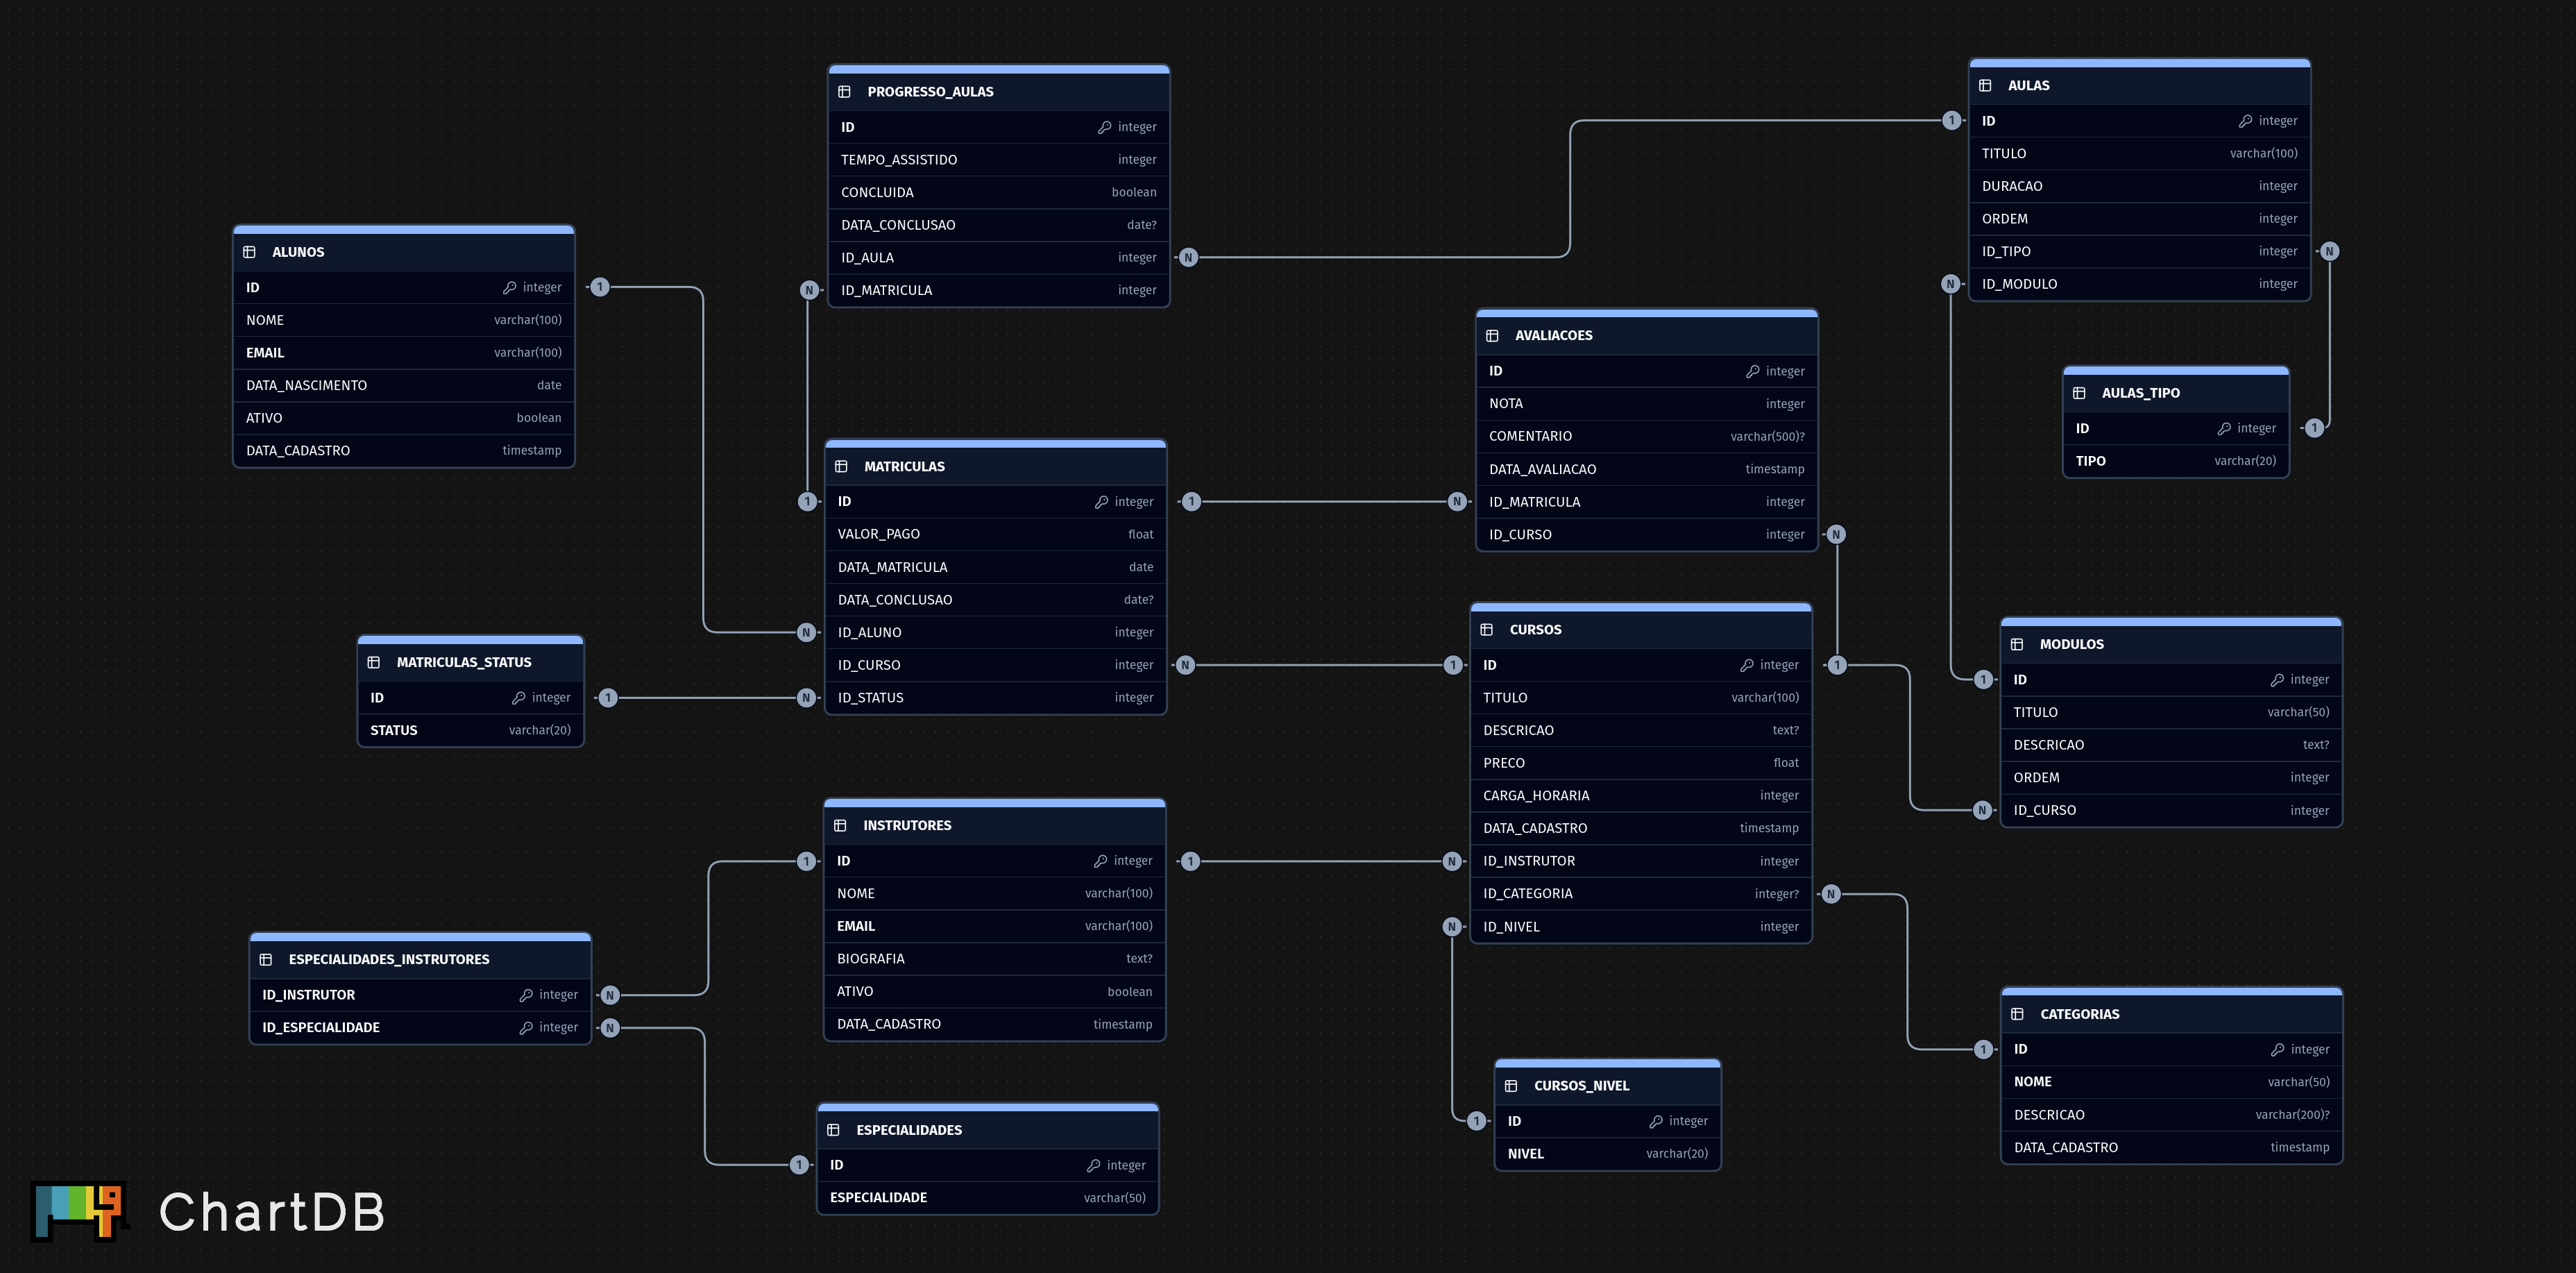 PROGRESSO_AULAS
ID integer
TEMPO_ASSISTIDO integer
CONCLUIDA boolean
DATA_CONCLUSAO date?
ID_AULA integer
ID_MATRICULA integer
AULAS
ID integer
TITULO varchar(100)
DURACAO integer
ORDEM integer
ID_TIPO integer
ID_MODULO integer
ALUNOS
ID integer
NOME varchar(100)
EMAIL varchar(100)
DATA_NASCIMENTO date
ATIVO boolean
DATA_CADASTRO timestamp
AVALIACOES
ID integer
NOTA integer
COMENTARIO varchar(500)?
DATA_AVALIACAO timestamp
ID_MATRICULA integer
ID_CURSO integer
AULAS_TIPO
ID integer
TIPO varchar(20)
MATRICULAS
ID integer
VALOR_PAGO float
DATA_MATRICULA date
DATA_CONCLUSAO date?
ID_ALUNO integer
ID_CURSO integer
ID_STATUS integer
MATRICULAS_STATUS
ID integer
STATUS varchar(20)
CURSOS
ID integer
TITULO varchar(100)
DESCRICAO text?
PRECO float
CARGA_HORARIA integer
DATA_CADASTRO timestamp
ID_INSTRUTOR integer
ID_CATEGORIA integer?
ID_NIVEL integer
MODULOS
ID integer
TITULO varchar(50)
DESCRICAO text?
ORDEM integer
ID_CURSO integer
INSTRUTORES
ID integer
NOME varchar(100)
EMAIL varchar(100)
BIOGRAFIA text?
ATIVO boolean
DATA_CADASTRO timestamp
ESPECIALIDADES_INSTRUTORES
ID_INSTRUTOR integer
ID_ESPECIALIDADE integer
ESPECIALIDADES
ID integer
ESPECIALIDADE varchar(50)
CURSOS_NIVEL
ID integer
NIVEL varchar(20)
CATEGORIAS
ID integer
NOME varchar(50)
DESCRICAO varchar(200)?
DATA_CADASTRO timestamp
1
N
1
N
1
N
1
N
1
N
N
1
N
1
N
1
N
1
N
1
N
1
N
1
N
1
N
1
N
ChartDB